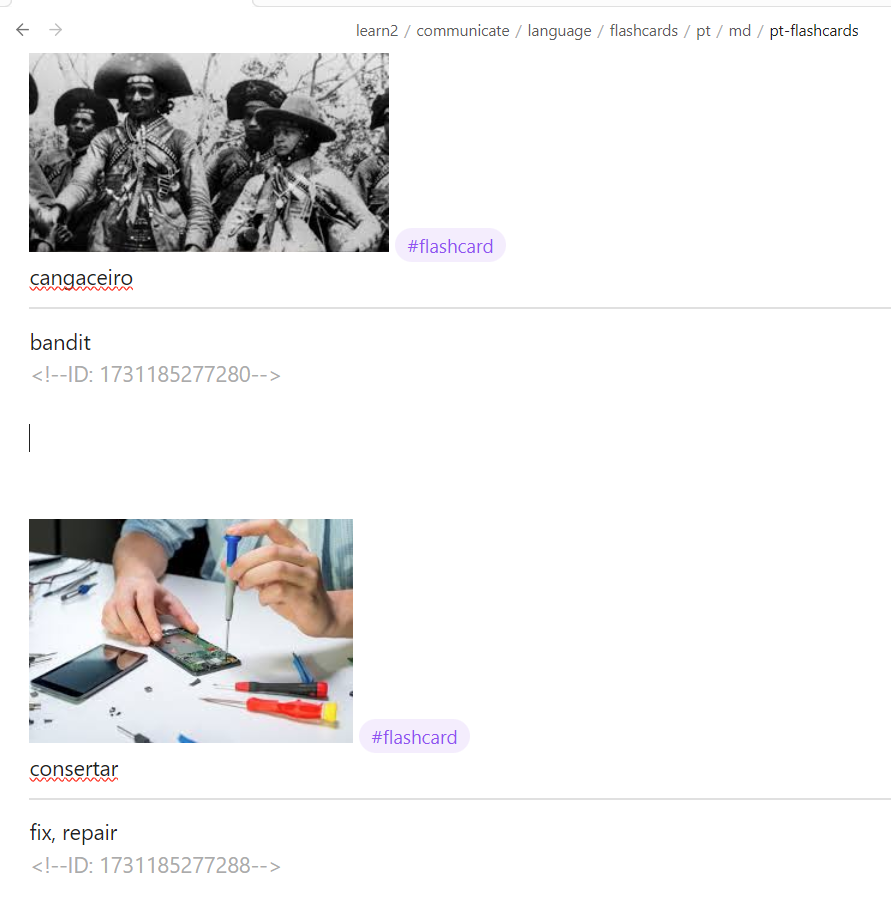 learn2 / communicate / language / flashcards / pt / md / pt-flashcards
#flashcard
cangaceiro
bandit
<!--ID: 1731185277280-->
#flashcard
consertar
fix, repair
<!--ID: 1731185277288-->